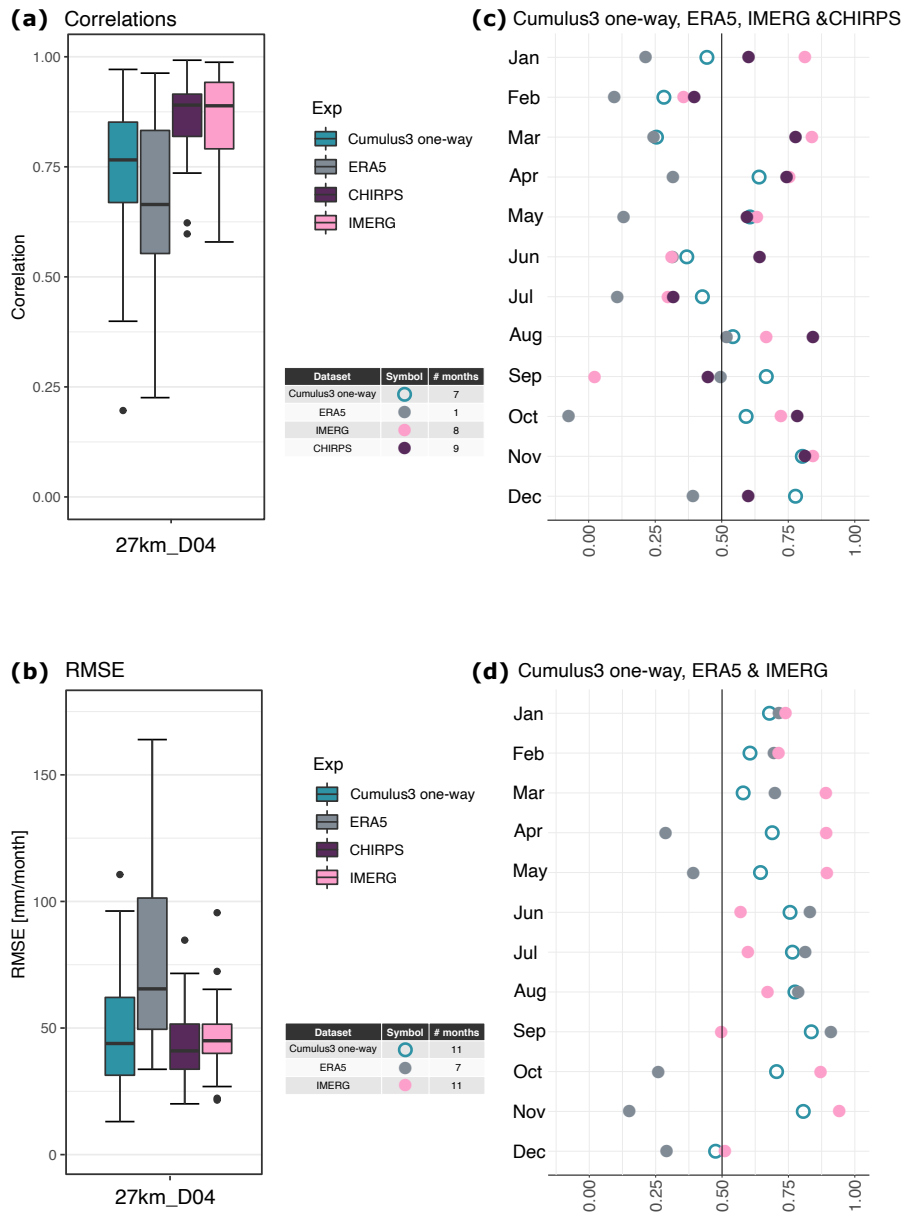 (a) Correlations
1.00
0.75
0.50
0.25
0.00
Correlation
27km_D04
Exp
Cumulus3 one-way
ERA5
CHIRPS
IMERG
Dataset Symbol # months
Cumulus3 one-way 7
ERA5 1
IMERG 8
CHIRPS 9
(c) Cumulus3 one-way, ERA5, IMERG &CHIRPS
Jan
Feb
Mar
Apr
May
Jun
Jul
Aug
Sep
Oct
Nov
Dec
0.00 0.25 0.50 0.75 1.00
(b) RMSE
150
100
50
0
RMSE [mm/month]
27km_D04
Exp
Cumulus3 one-way
ERA5
CHIRPS
IMERG
Dataset Symbol # months
Cumulus3 one-way 11
ERA5 7
IMERG 11
(d) Cumulus3 one-way, ERA5 & IMERG
Jan
Feb
Mar
Apr
May
Jun
Jul
Aug
Sep
Oct
Nov
Dec
0.00 0.25 0.50 0.75 1.00